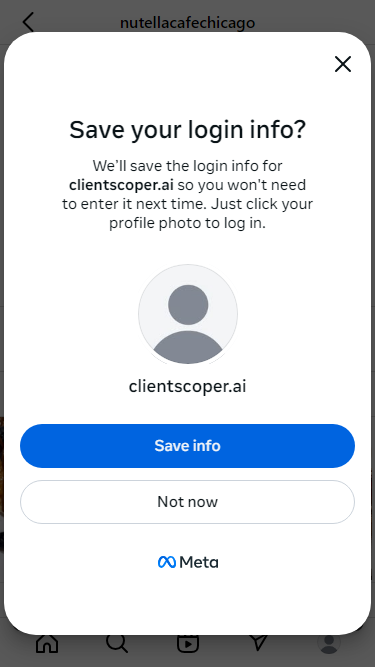 nutellacafechicago
Save your login info?
We'll save the login info for
clientscoper.ai so you won't need
to enter it next time. Just click your
profile photo to log in.
clientscoper.ai
Save info
Not now
Meta